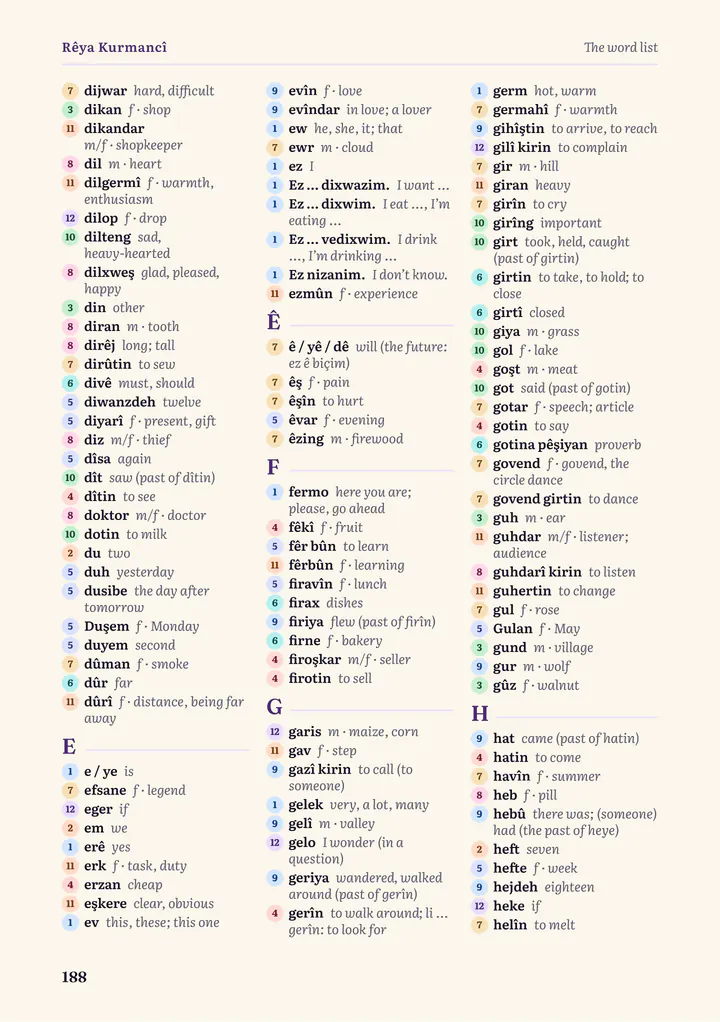 Rêya Kurmancî
The word list
7 dijwar hard, difficult
3 dikan f · shop
11 dikandar
m/f · shopkeeper
8 dil m · heart
11 dilgermî f · warmth,
enthusiasm
12 dilop f · drop
10 dilteng sad,
heavy-hearted
8 dilxweş glad, pleased,
happy
3 din other
8 diran m · tooth
8 dirêj long; tall
7 dirûtin to sew
6 divê must, should
5 diwanzdeh twelve
5 diyarî f · present, gift
8 diz m/f · thief
5 dîsa again
10 dît saw (past of dîtin)
4 dîtin to see
8 doktor m/f · doctor
10 dotin to milk
2 du two
5 duh yesterday
5 dusibe the day after
tomorrow
5 Duşem f · Monday
5 duyem second
7 dûman f · smoke
6 dûr far
11 dûrî f · distance, being far
away
E
1 e / ye is
7 efsane f · legend
12 eger if
2 em we
1 erê yes
11 erk f · task, duty
4 erzan cheap
11 eşkere clear, obvious
1 ev this, these; this one
9 evîn f · love
9 evîndar in love; a lover
1 ew he, she, it; that
7 ewr m · cloud
1 ez I
1 Ez … dixwazim. I want …
1 Ez … dixwim. I eat …, I’m
eating …
1 Ez … vedixwim. I drink
…, I’m drinking …
1 Ez nizanim. I don’t know.
11 ezmûn f · experience
Ê
7 ê / yê / dê will (the future:
ez ê biçim)
7 êş f · pain
7 êşîn to hurt
5 êvar f · evening
7 êzing m · firewood
F
1 fermo here you are;
please, go ahead
4 fêkî f · fruit
5 fêr bûn to learn
11 fêrbûn f · learning
5 firavîn f · lunch
6 firax dishes
9 firiya flew (past of firîn)
6 firne f · bakery
4 firoşkar m/f · seller
4 firotin to sell
G
12 garis m · maize, corn
11 gav f · step
9 gazî kirin to call (to
someone)
1 gelek very, a lot, many
9 gelî m · valley
12 gelo I wonder (in a
question)
9 geriya wandered, walked
around (past of gerîn)
4 gerîn to walk around; li …
gerîn: to look for
1 germ hot, warm
7 germahî f · warmth
9 gihîştin to arrive, to reach
12 gilî kirin to complain
7 gir m · hill
11 giran heavy
7 girîn to cry
10 girîng important
10 girt took, held, caught
(past of girtin)
6 girtin to take, to hold; to
close
6 girtî closed
10 giya m · grass
10 gol f · lake
4 goşt m · meat
10 got said (past of gotin)
7 gotar f · speech; article
4 gotin to say
6 gotina pêşiyan proverb
7 govend f · govend, the
circle dance
7 govend girtin to dance
3 guh m · ear
11 guhdar m/f · listener;
audience
8 guhdarî kirin to listen
11 guhertin to change
7 gul f · rose
5 Gulan f · May
3 gund m · village
9 gur m · wolf
3 gûz f · walnut
H
9 hat came (past of hatin)
4 hatin to come
7 havîn f · summer
8 heb f · pill
9 hebû there was; (someone)
had (the past of heye)
2 heft seven
5 hefte f · week
9 hejdeh eighteen
12 heke if
7 helîn to melt
188